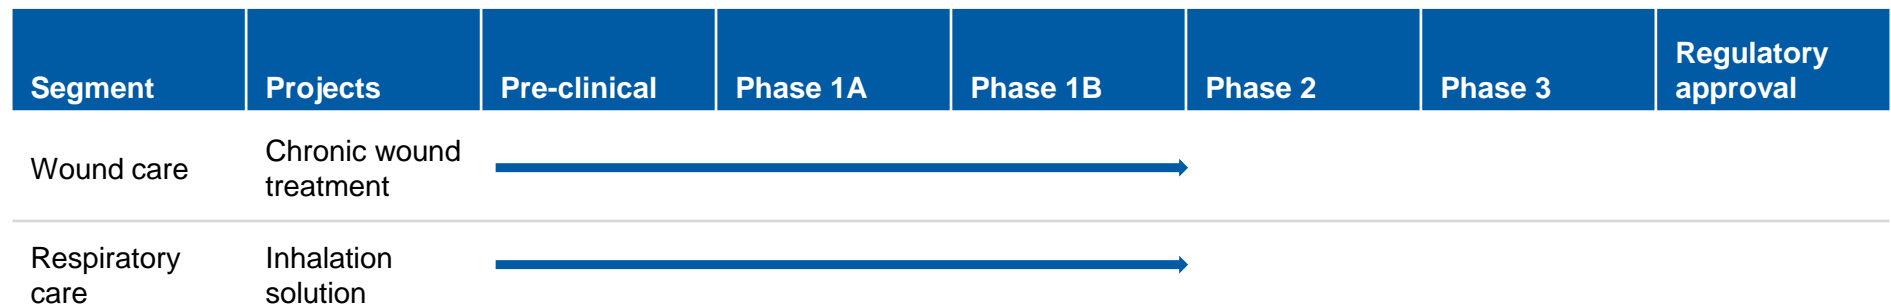 Segment Projects Pre-clinical Phase 1A Phase 1B Phase 2 Phase 3 Regulatory approval
Wound care
Chronic wound
treatment
Respiratory
care
Inhalation
solution